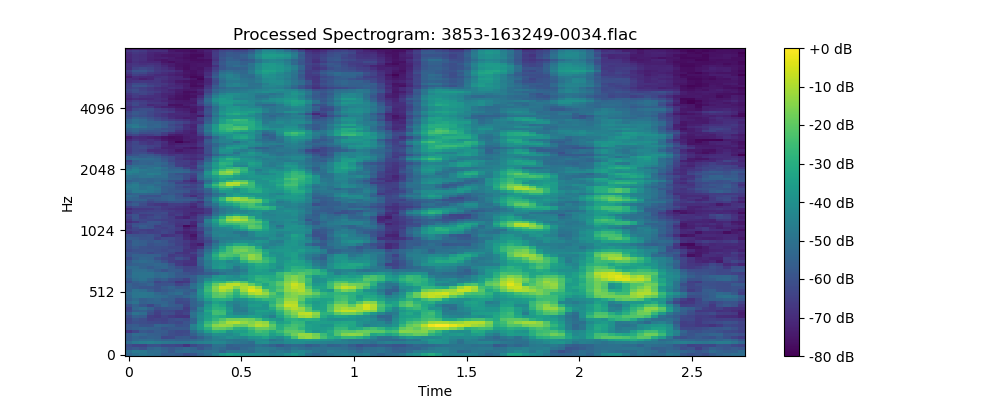 Processed Spectrogram: 3853-163249-0034.flac
+0 dB
-10 dB
4096
-20 dB
2048
-30 dB
Hz
-40 dB
1024
-50 dB
512
-60 dB
-70 dB
0
-80 dB
0 0.5 1 1.5 2 2.5
Time